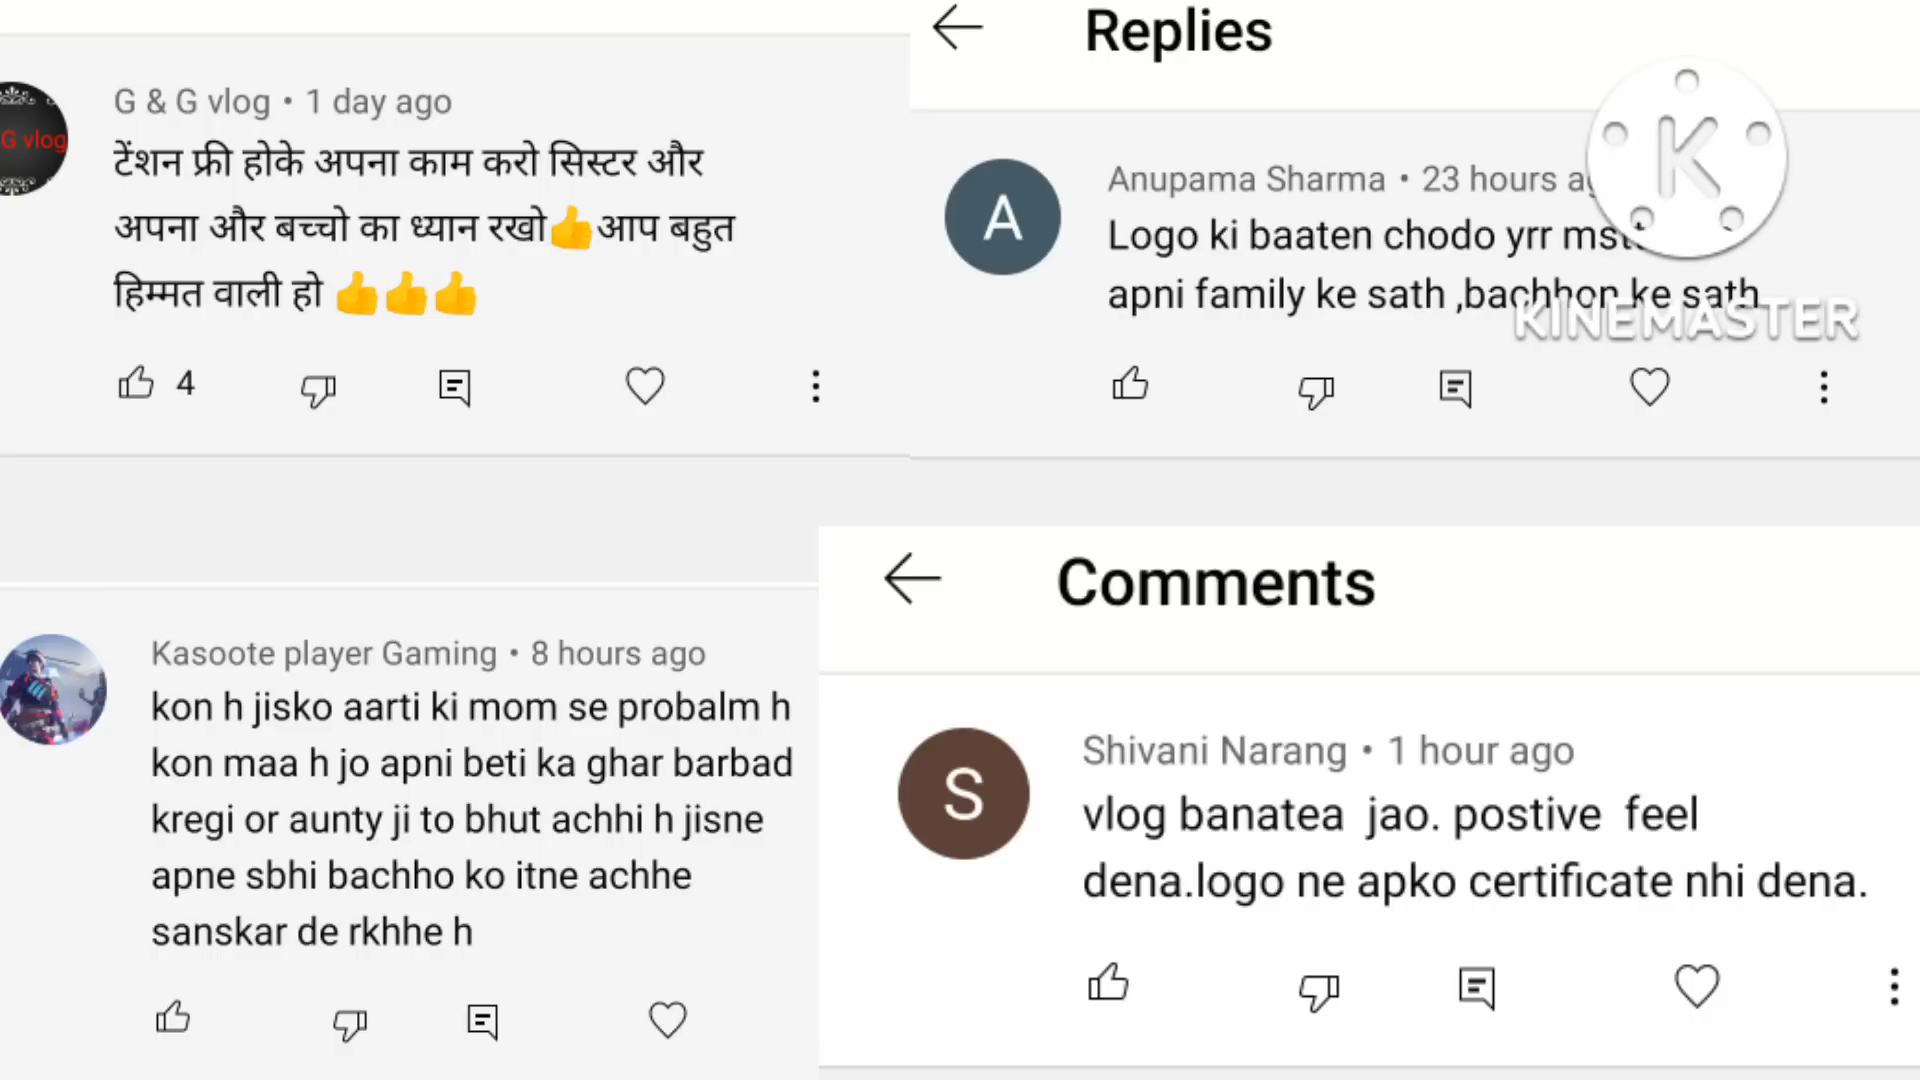 G & G vlog • 1 day ago
G vlog
टेंशन फ्री होके अपना काम करो सिस्टर और
अपना और बच्चो का ध्यान रखो👍आप बहुत
हिम्मत वाली हो 👍👍👍
4
Replies
A
Anupama Sharma • 23 hours
Logo ki baaten chodo yrr
apni family ke sath ,bachhon ke sath
K
KINEMASTER
Kasoote player Gaming • 8 hours ago
kon h jisko aarti ki mom se probalm h
kon maa h jo apni beti ka ghar barbad
kregi or aunty ji to bhut achhi h jisne
apne sbhi bachho ko itne achhe
sanskar de rkhhe h
Comments
S
Shivani Narang • 1 hour ago
vlog banatea jao. postive feel
dena.logo ne apko certificate nhi dena.